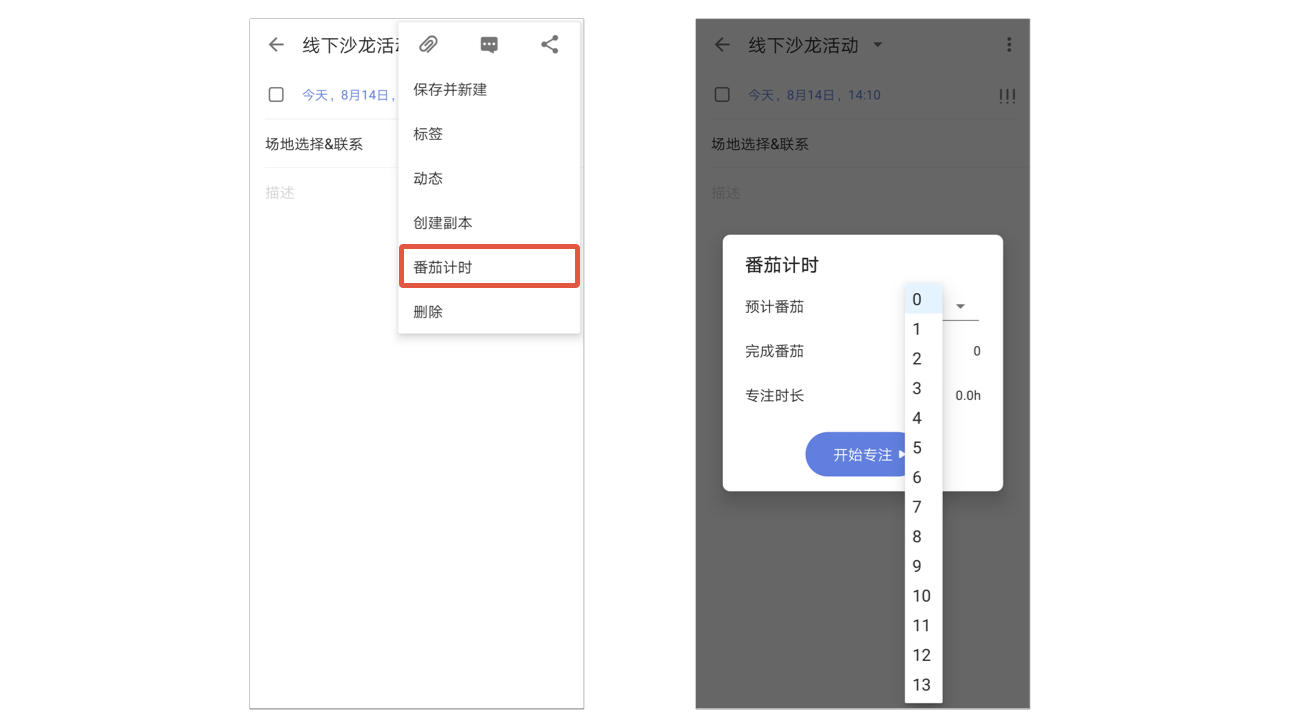 线下沙龙活动
今天，8月14日，
场地选择&联系
描述
保存并新建
标签
动态
创建副本
番茄计时
删除
线下沙龙活动
今天，8月14日，14:10
场地选择&联系
描述
番茄计时
预计番茄
完成番茄 0
专注时长 0.0h
开始专注
0
1
2
3
4
5
6
7
8
9
10
11
12
13